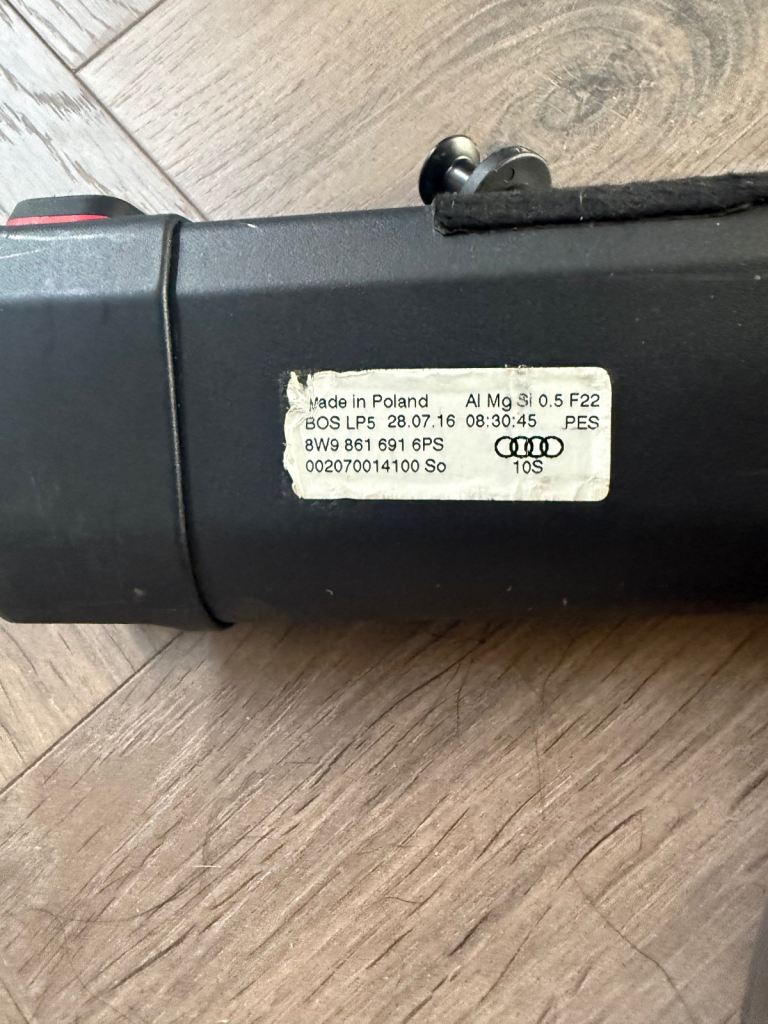 Made in Poland Al Mg Si 0.5 F22
BOS LP5 28.07.16 08:30:45 PES
8W9 861 691 6PS
002070014100 So 10S